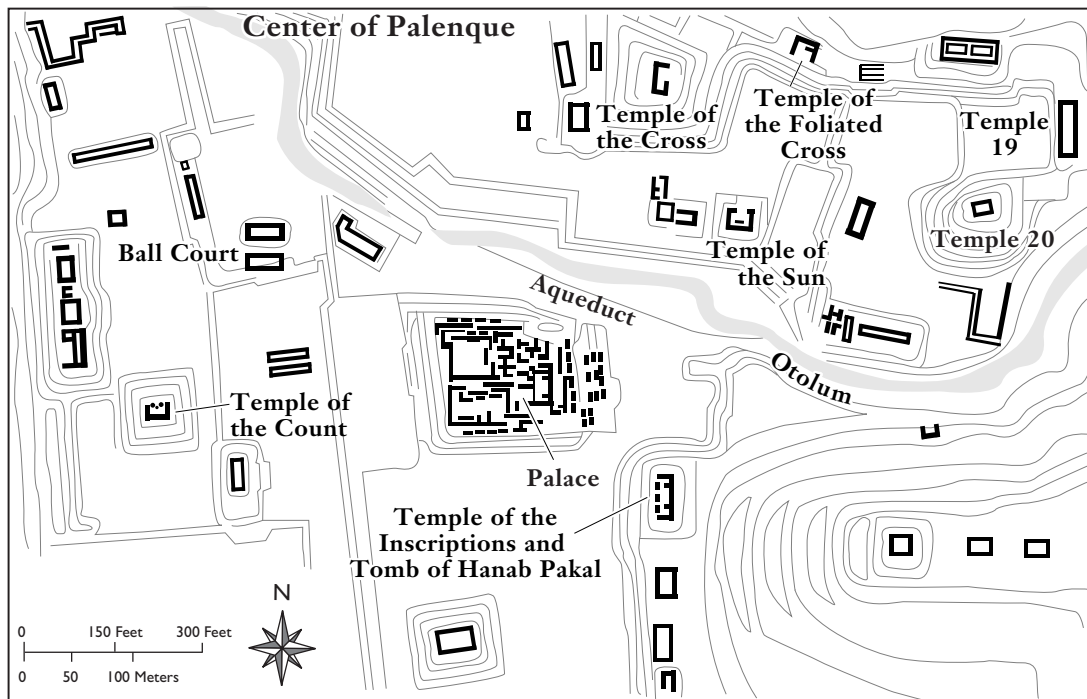 Center of Palenque
Temple of
the Cross
Temple of
the Foliated
Cross
Temple
19
Ball Court
Temple of
the Sun
Temple 20
Aqueduct
Otolum
Temple of
the Count
Palace
Temple of the
Inscriptions and
Tomb of Hanab Pakal
N
0 150 Feet 300 Feet
0 50 100 Meters